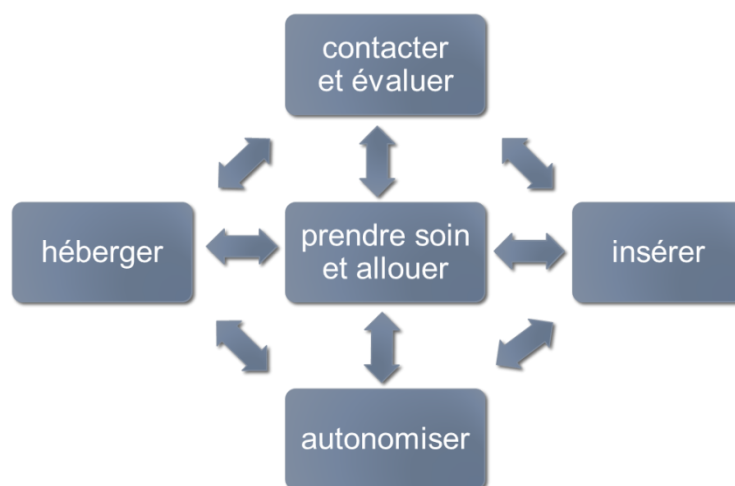 contacter
et évaluer
héberger
prendre soin
et allouer
insérer
autonomiser